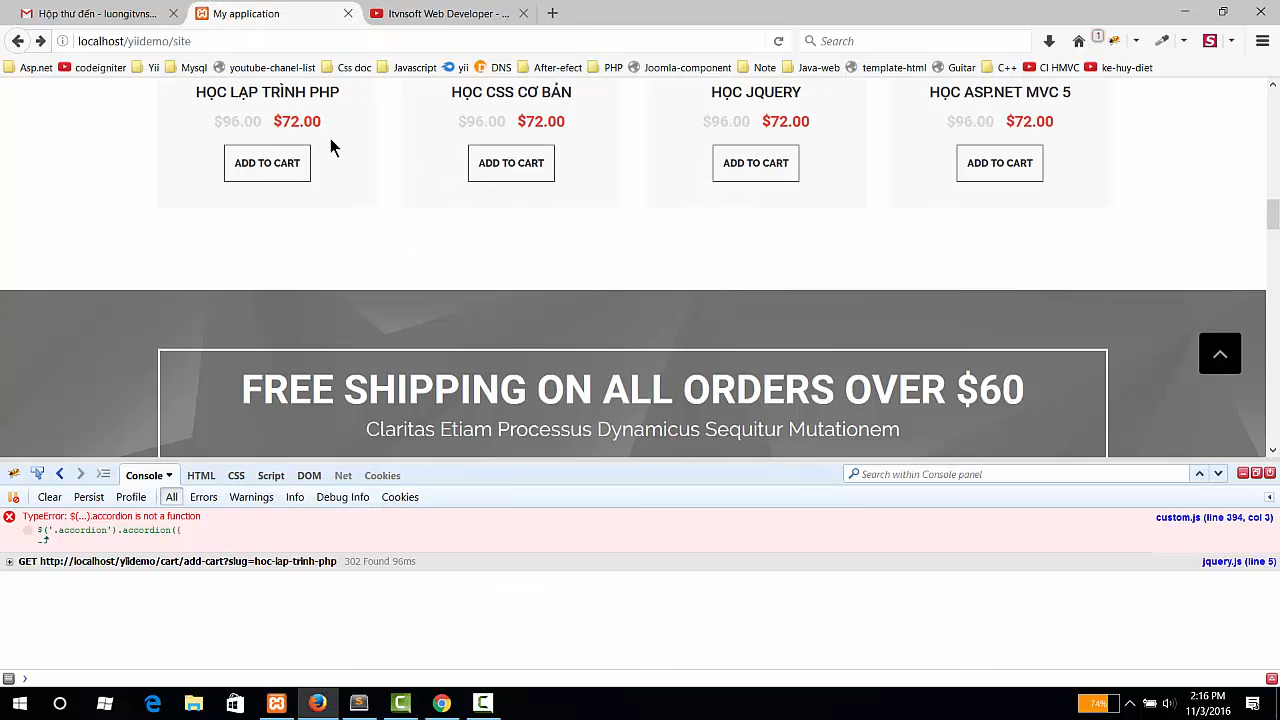 Hộp thư đến - luongitvns...
My application
Itvnsoft Web Developer - ...
localhost/yiidemo/site
Search
1
S
Asp.net
codeigniter
Yii
Mysql
youtube-chanel-list
Css doc
Javascript
yii
DNS
After-efect
PHP
Joomla-component
Note
Java-web
template-html
Guitar
C++
CI HMVC
ke-huy-diet
HỌC LẠP TRÌNH PHP
HỌC CSS CƠ BẢN
HỌC JQUERY
HỌC ASP.NET MVC 5
$96.00 $72.00
$96.00 $72.00
$96.00 $72.00
$96.00 $72.00
ADD TO CART
ADD TO CART
ADD TO CART
ADD TO CART
FREE SHIPPING ON ALL ORDERS OVER $60
Claritas Etiam Processus Dynamicus Sequitur Mutationem
Console
HTML
CSS
Script
DOM
Net
Cookies
Search within Console panel
Clear
Persist
Profile
All
Errors
Warnings
Info
Debug Info
Cookies
TypeError: $(...).accordion is not a function
custom.js (line 394, col 3)
$('.accordion').accordion({
GET http://localhost/yiidemo/cart/add-cart?slug=hoc-lap-trinh-php 302 Found 96ms
jquery.js (line 5)
74%
2:16 PM
11/3/2016